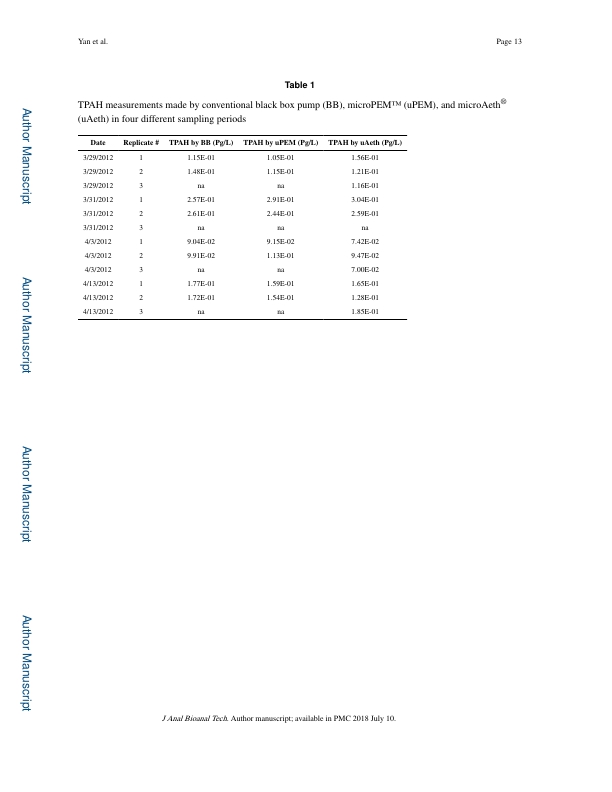 Yan et al.
Page 13
Table 1
TPAH measurements made by conventional black box pump (BB), microPEM™ (uPEM), and microAeth®
(uAeth) in four different sampling periods
Date Replicate # TPAH by BB (Pg/L) TPAH by uPEM (Pg/L) TPAH by uAeth (Pg/L)
3/29/2012 1 1.15E-01 1.05E-01 1.56E-01
3/29/2012 2 1.48E-01 1.15E-01 1.21E-01
3/29/2012 3 na na 1.16E-01
3/31/2012 1 2.57E-01 2.91E-01 3.04E-01
3/31/2012 2 2.61E-01 2.44E-01 2.59E-01
3/31/2012 3 na na na
4/3/2012 1 9.04E-02 9.15E-02 7.42E-02
4/3/2012 2 9.91E-02 1.13E-01 9.47E-02
4/3/2012 3 na na 7.00E-02
4/13/2012 1 1.77E-01 1.59E-01 1.65E-01
4/13/2012 2 1.72E-01 1.54E-01 1.28E-01
4/13/2012 3 na na 1.85E-01
J Anal Bioanal Tech. Author manuscript; available in PMC 2018 July 10.
Author Manuscript
Author Manuscript
Author Manuscript
Author Manuscript